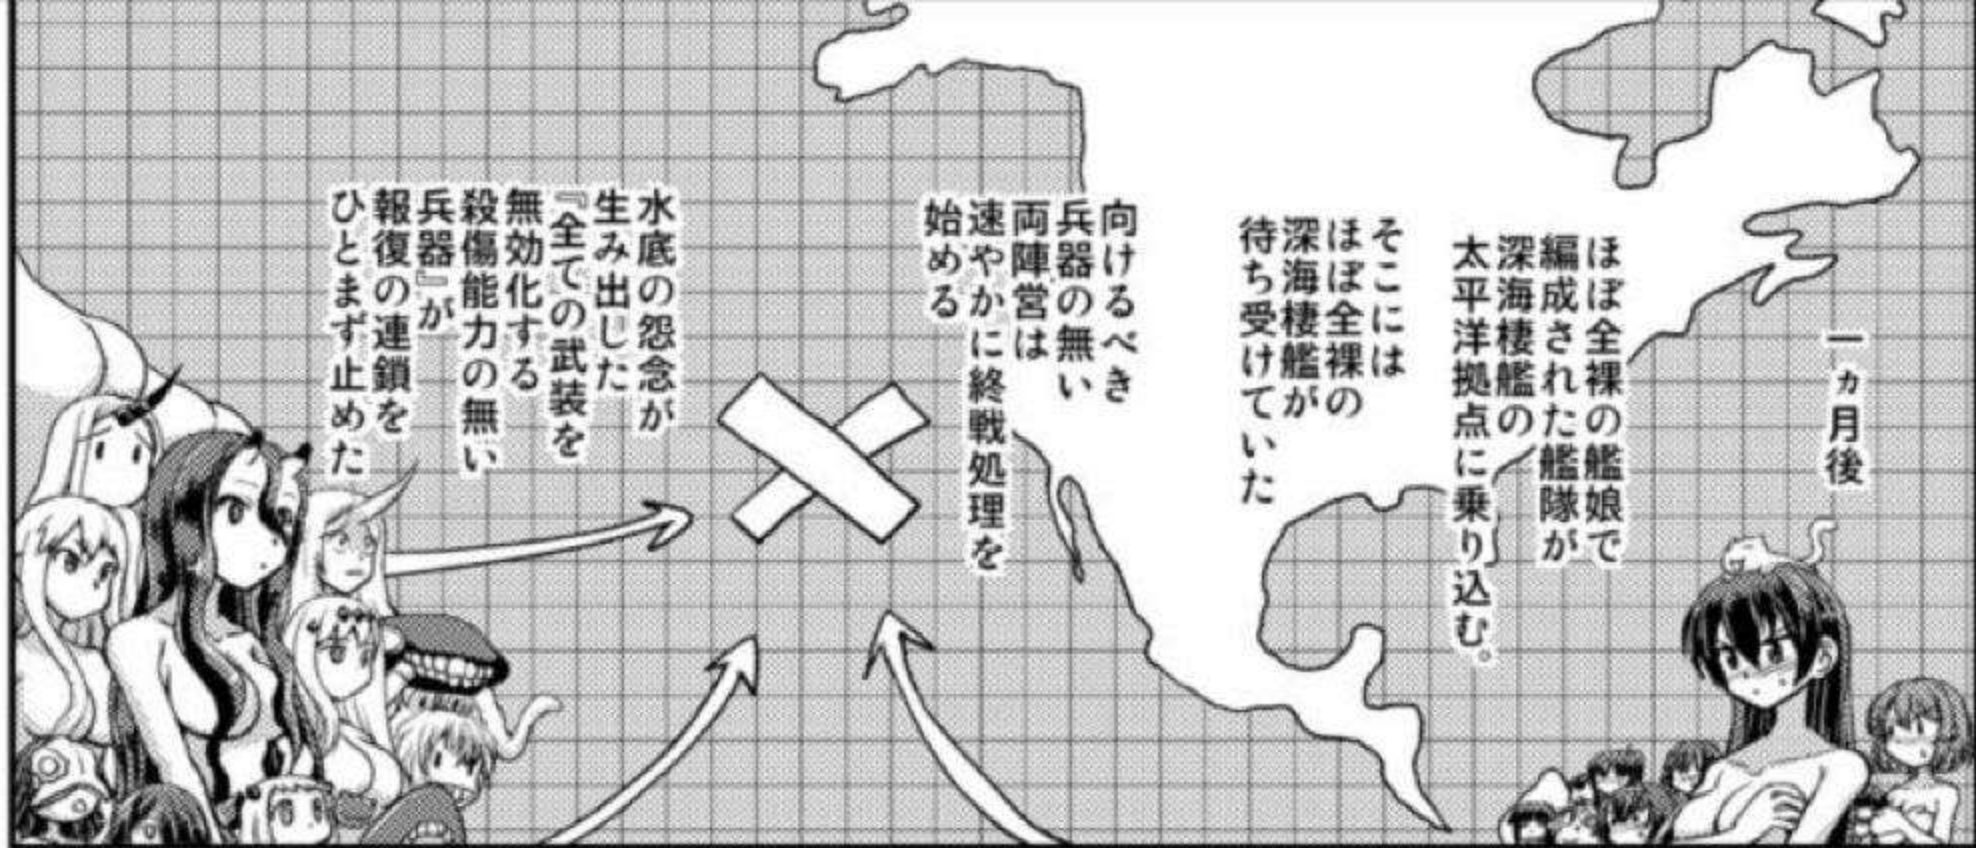 一ヵ月後
ほぼ全裸の艦娘で
編成された艦隊が
深海棲艦の
太平洋拠点に乗り込む。
そこには
ほぼ全裸の
深海棲艦が
待ち受けていた
向けるべき
兵器の無い
両陣営は
速やかに終戦処理を
始める
水底の怨念が
生み出した
『全ての武装を
無効化する
殺傷能力の無い
兵器』が
報復の連鎖を
ひとまず止めた